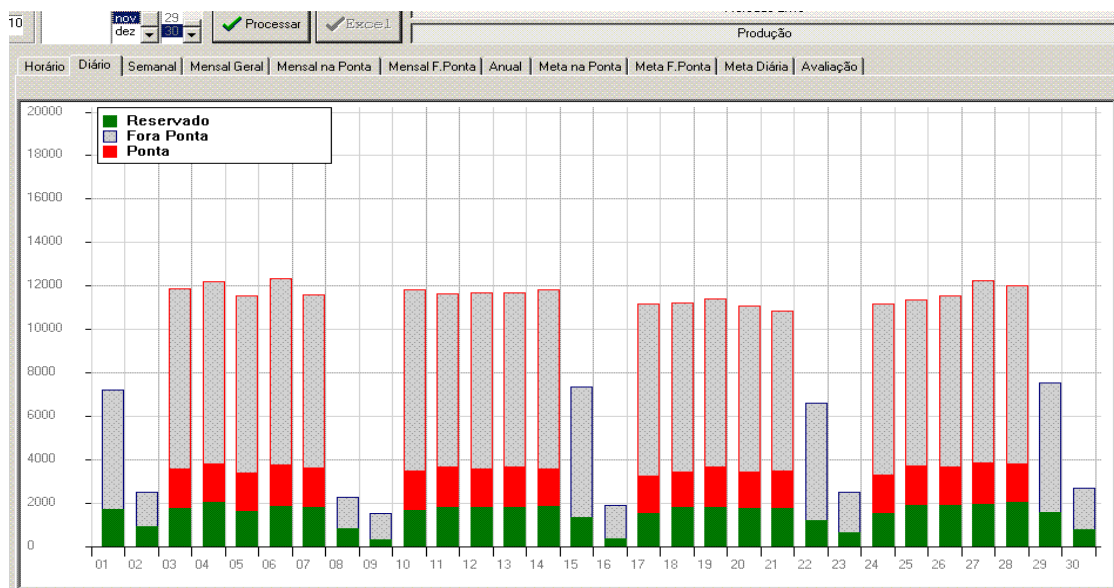 10
nov 29
dez 30
Processar Excel
Produção
Horário Diário Semanal Mensal Geral Mensal na Ponta Mensal F.Ponta Anual Meta na Ponta Meta F.Ponta Meta Diária Avaliação
Reservado
Fora Ponta
Ponta
20000
18000
16000
14000
12000
10000
8000
6000
4000
2000
0
01 02 03 04 05 06 07 08 09 10 11 12 13 14 15 16 17 18 19 20 21 22 23 24 25 26 27 28 29 30